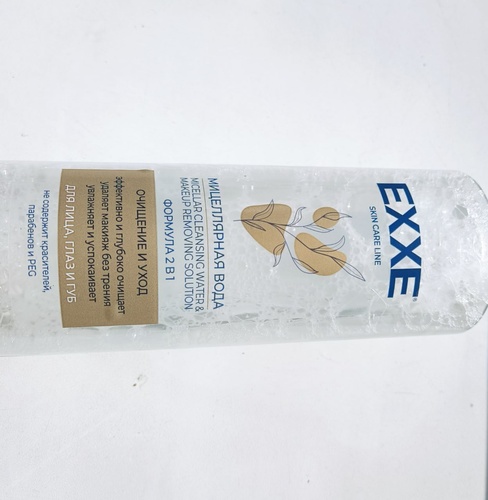 EXXE
SKIN CARE LINE
МИЦЕЛЛЯРНАЯ ВОДА
MICELLAR CLEANSING WATER &
MAKEUP REMOVING SOLUTION
ФОРМУЛА 2 В 1
ОЧИЩЕНИЕ И УХОД
эффективно и глубоко очищает
удаляет макияж без трения
увлажняет и успокаивает
ДЛЯ ЛИЦА, ГЛАЗ И ГУБ
не содержит красителей,
парабенов и PEG